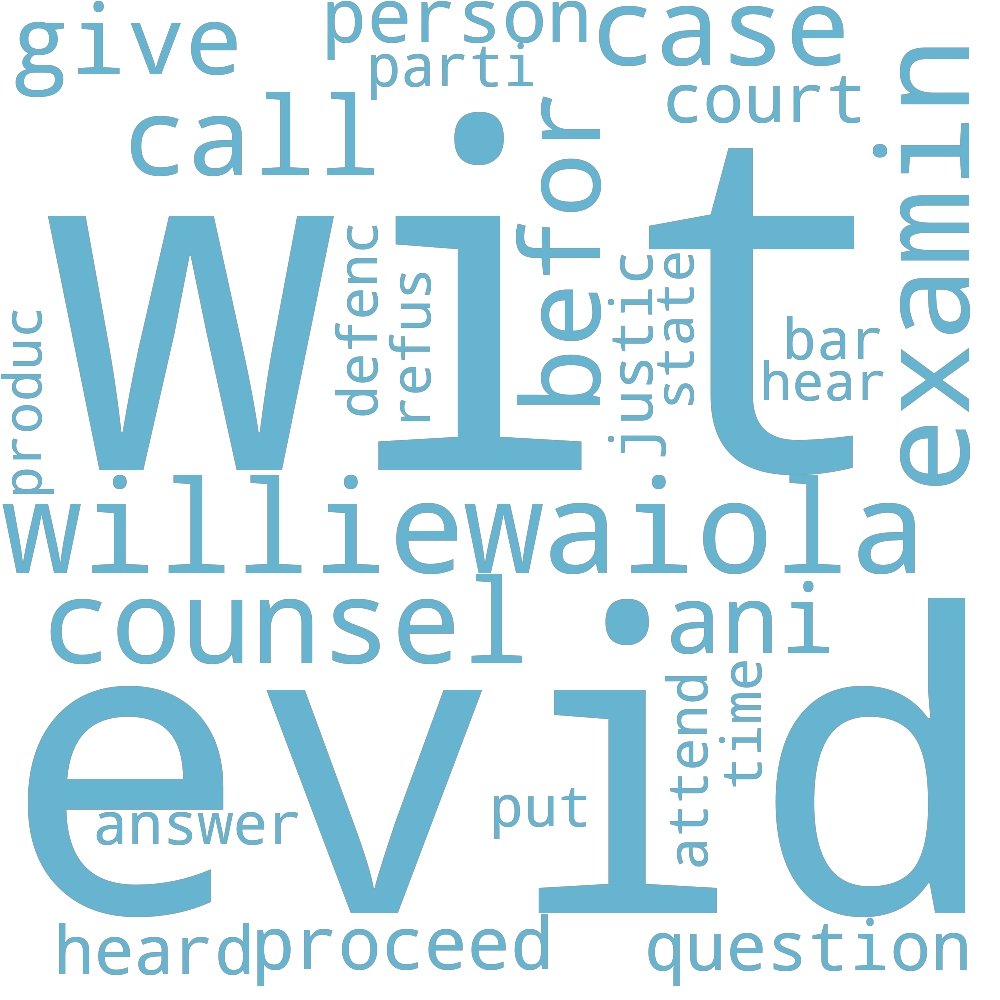 give
person
case
parti
call
court
examin
befor
wit
defenc
refus
justic
state
bar
hear
produc
williewaiola
counsel
ani
evid
attend
time
answer
put
heard
proceed
question